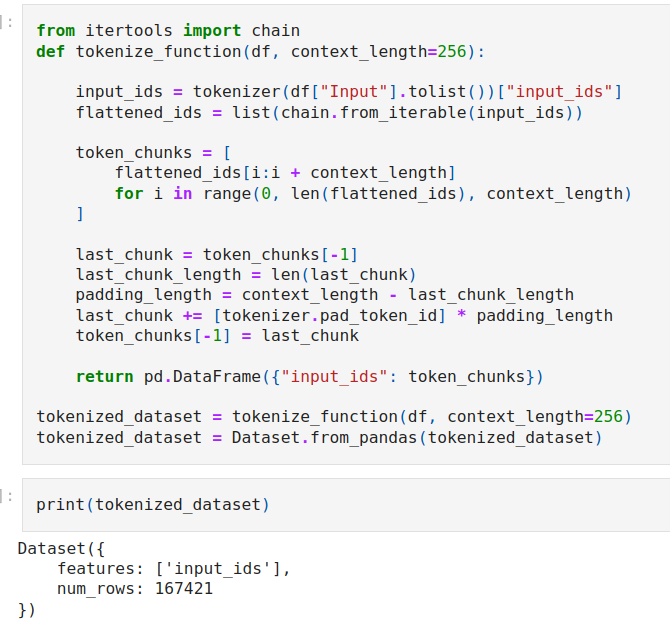 ]:
from itertools import chain
def tokenize_function(df, context_length=256):
input_ids = tokenizer(df["Input"].tolist())["input_ids"]
flattened_ids = list(chain.from_iterable(input_ids))
token_chunks = [
flattened_ids[i:i + context_length]
for i in range(0, len(flattened_ids), context_length)
]
last_chunk = token_chunks[-1]
last_chunk_length = len(last_chunk)
padding_length = context_length - last_chunk_length
last_chunk += [tokenizer.pad_token_id] * padding_length
token_chunks[-1] = last_chunk
return pd.DataFrame({"input_ids": token_chunks})
tokenized_dataset = tokenize_function(df, context_length=256)
tokenized_dataset = Dataset.from_pandas(tokenized_dataset)
]:
print(tokenized_dataset)
Dataset({
features: ['input_ids'],
num_rows: 167421
})